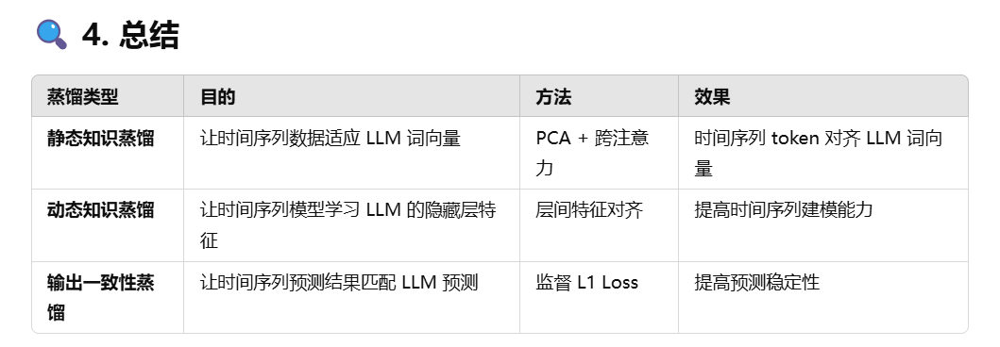 4. 总结
蒸馏类型 目的 方法 效果
静态知识蒸馏 让时间序列数据适应 LLM 词向量 PCA + 跨注意力 时间序列 token 对齐 LLM 词向量
动态知识蒸馏 让时间序列模型学习 LLM 的隐藏层特征 层间特征对齐 提高时间序列建模能力
输出一致性蒸馏 让时间序列预测结果匹配 LLM 预测 监督 L1 Loss 提高预测稳定性